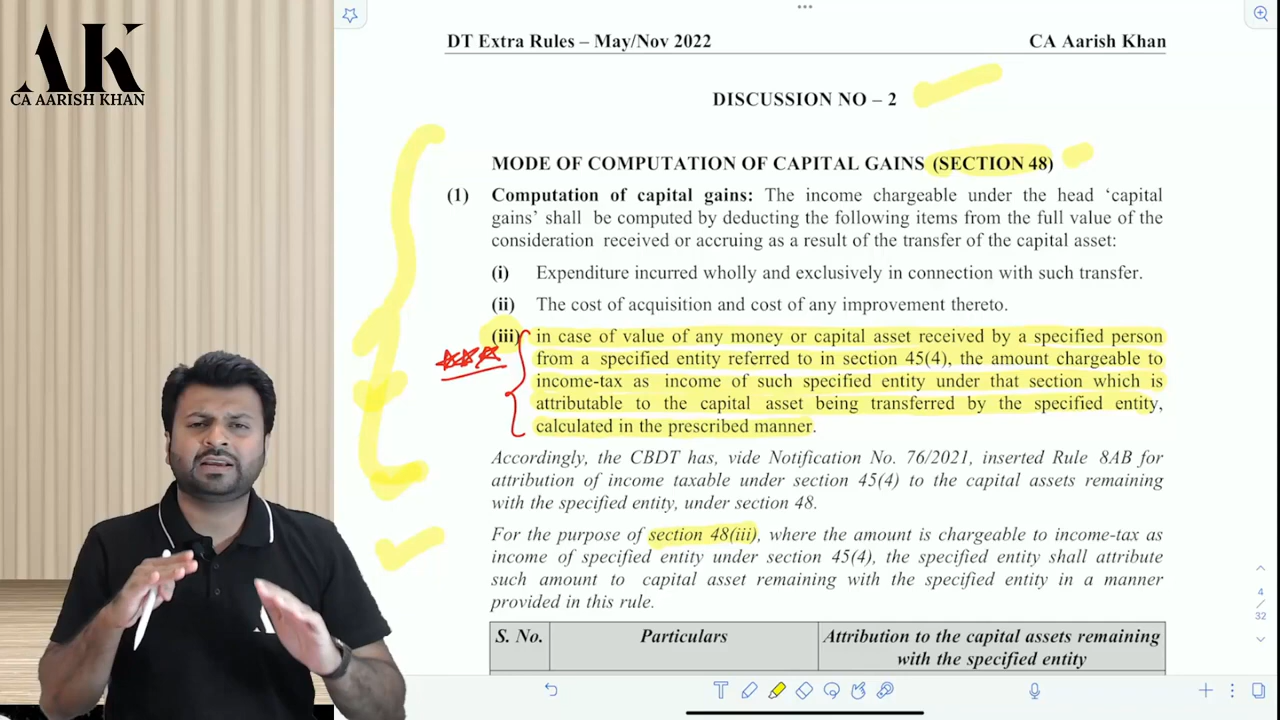 AK
CA AARISH KHAN
DT Extra Rules – May/Nov 2022 CA Aarish Khan
DISCUSSION NO – 2
MODE OF COMPUTATION OF CAPITAL GAINS (SECTION 48)
(1) Computation of capital gains: The income chargeable under the head ‘capital
gains’ shall be computed by deducting the following items from the full value of the
consideration received or accruing as a result of the transfer of the capital asset:
(i) Expenditure incurred wholly and exclusively in connection with such transfer.
(ii) The cost of acquisition and cost of any improvement thereto.
(iii) in case of value of any money or capital asset received by a specified person
from a specified entity referred to in section 45(4), the amount chargeable to
income-tax as income of such specified entity under that section which is
attributable to the capital asset being transferred by the specified entity,
calculated in the prescribed manner.
Accordingly, the CBDT has, vide Notification No. 76/2021, inserted Rule 8AB for
attribution of income taxable under section 45(4) to the capital assets remaining
with the specified entity, under section 48.
For the purpose of section 48(iii), where the amount is chargeable to income-tax as
income of specified entity under section 45(4), the specified entity shall attribute
such amount to capital asset remaining with the specified entity in a manner
provided in this rule.
S. No. Particulars Attribution to the capital assets remaining
with the specified entity
4
32